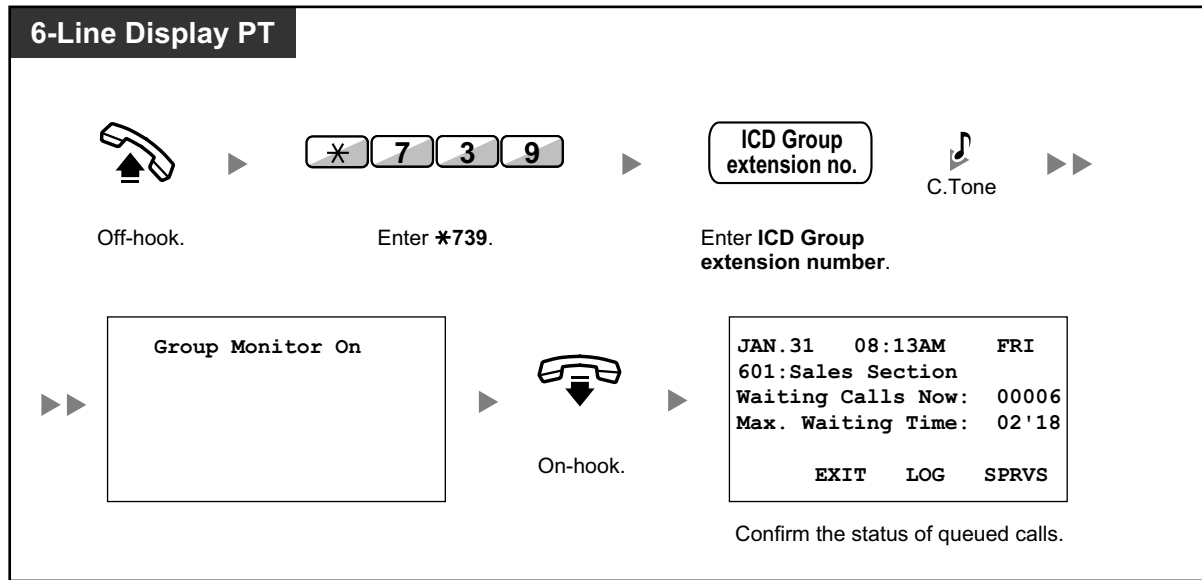 6-Line Display PT
* 7 3 9
ICD Group
extension no.
C.Tone
Off-hook.
Enter *739.
Enter ICD Group
extension number.
Group Monitor On
On-hook.
JAN.31 08:13AM FRI
601:Sales Section
Waiting Calls Now: 00006
Max. Waiting Time: 02'18
EXIT LOG SPRVS
Confirm the status of queued calls.